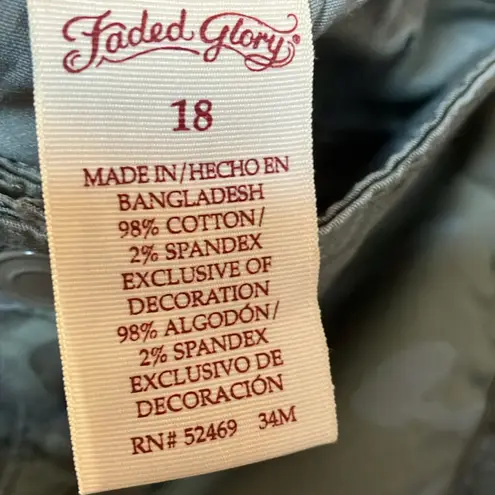 Faded Glory®
18
MADE IN/HECHO EN
BANGLADESH
98% COTTON/
2% SPANDEX
EXCLUSIVE OF
DECORATION
98% ALGODÓN/
2% SPANDEX
EXCLUSIVO DE
DECORACIÓN
RN# 52469 34M